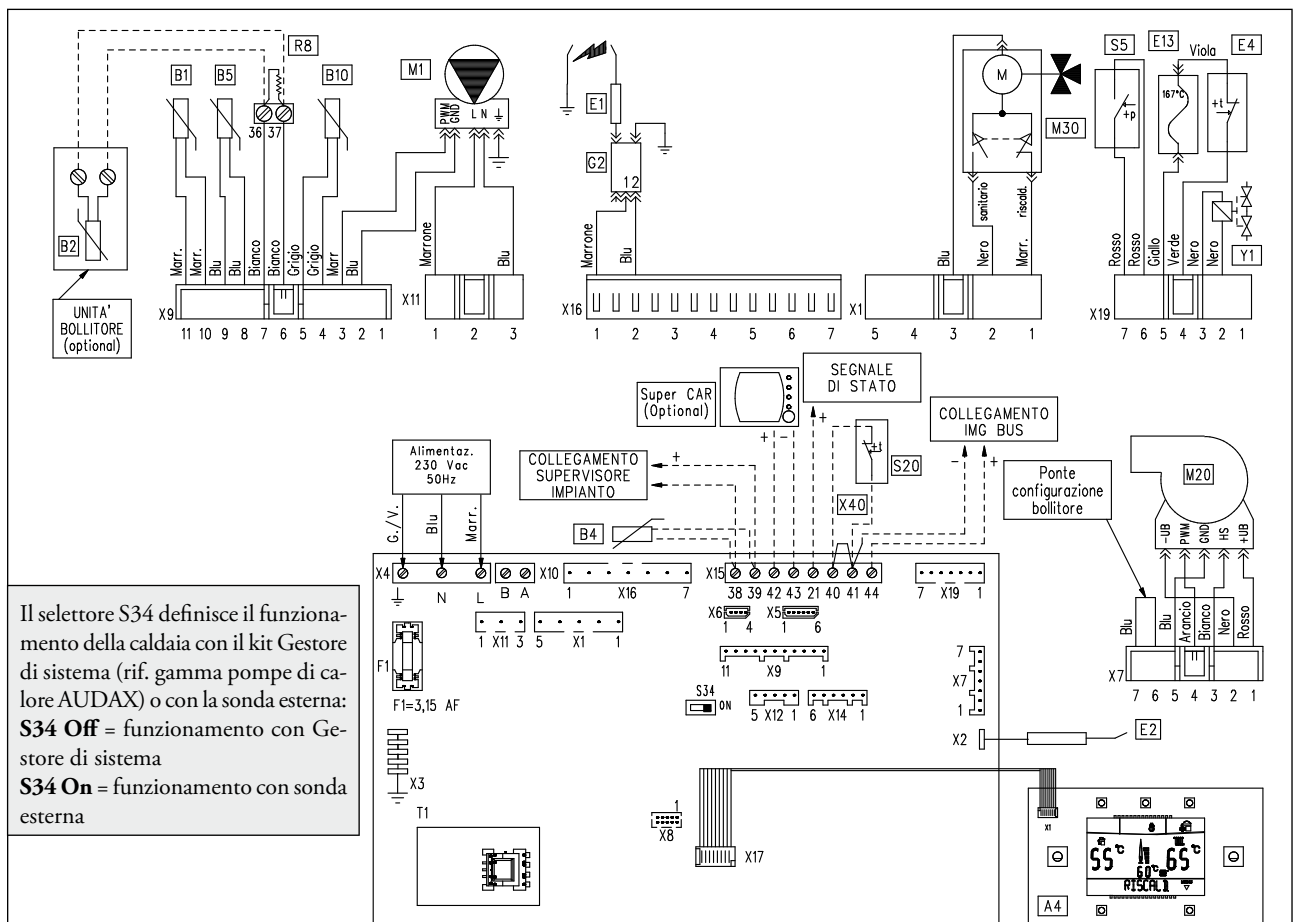 R8
B1
B5
B10
M1
E1
G2
1 2
M
M30
S5
E13
Viola
E4
167°C
+p
+t
Y1
36 37
PWM
GND
L N
B2
UNITA'
BOLLITORE
(optional)
Marr.
Marr.
Blu
Blu
Bianco
Bianco
Grigio
Grigio
Marr
Blu
Marrone
Blu
Marrone
Blu
Blu
sanitario
Nero
riscald.
Marr.
Rosso
Rosso
Giallo
Verde
Nero
Nero
X9
11 10 9 8 7 6 5 4 3 2 1
X11
1 2 3
X16
1 2 3 4 5 6 7
X1
5 4 3 2 1
X19
7 6 5 4 3 2 1
Super CAR
(Optional)
SEGNALE
DI STATO
COLLEGAMENTO
IMG BUS
Alimentaz.
230 Vac
50Hz
COLLEGAMENTO
SUPERVISORE
IMPIANTO
+
+ -
+
+t
S20
X40
- +
B4
Ponte
configurazione
bollitore
M20
-UB
PWM
GND
HS
+UB
Blu
Blu
Arancio
Bianco
Nero
Rosso
X7
7 6 5 4 3 2 1
G./V.
Blu
Marr.
X4
N L
B A
X10
1 X16 7
X15
38 39 42 43 21 40 41 44
7 X19 1
1 X11 3
5 X1 1
X6
1 4
X5
1 6
11 X9 1
7
X7
1
F1
F1=3,15 AF
S34
ON
5 X12 1
6 X14 1
X2
E2
X3
T1
1
X8
X17
X1
55 °C
60 °C
65 °C
RISCALD
MENU
A4
Il selettore S34 definisce il funziona-
mento della caldaia con il kit Gestore
di sistema (rif. gamma pompe di ca-
lore AUDAX) o con la sonda esterna:
S34 Off = funzionamento con Ge-
store di sistema
S34 On = funzionamento con sonda
esterna